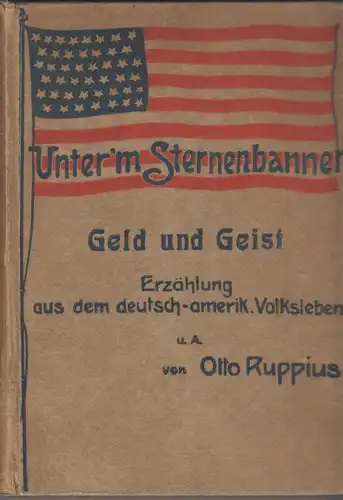 Unter'm Sternenbanner
Geld und Geist
Erzählung
aus dem deutsch-amerik. Volksleben
u. A.
von Otto Ruppius